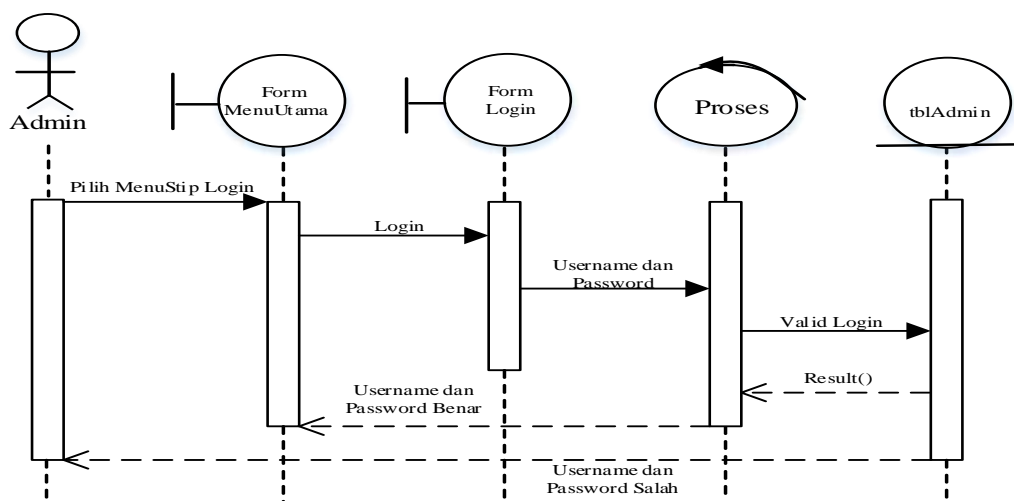 Admin
Form
MenuUtama
Form
Login
Proses
tblAdmin
Pilih MenuStip Login
Login
Username dan
Password
Valid Login
Result()
Username dan
Password Benar
Username dan
Password Salah